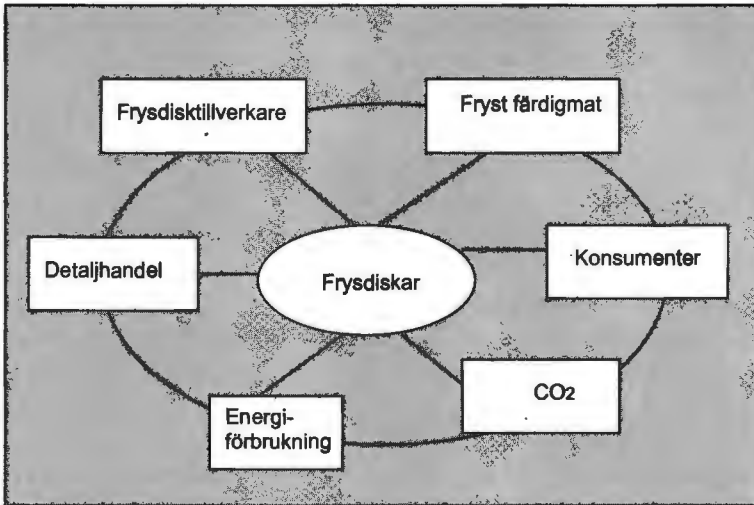 Frysdisktillverkare
Fryst färdigmat
Detaljhandel
Frysdiskar
Konsumenter
Energi-
förbrukning
CO2